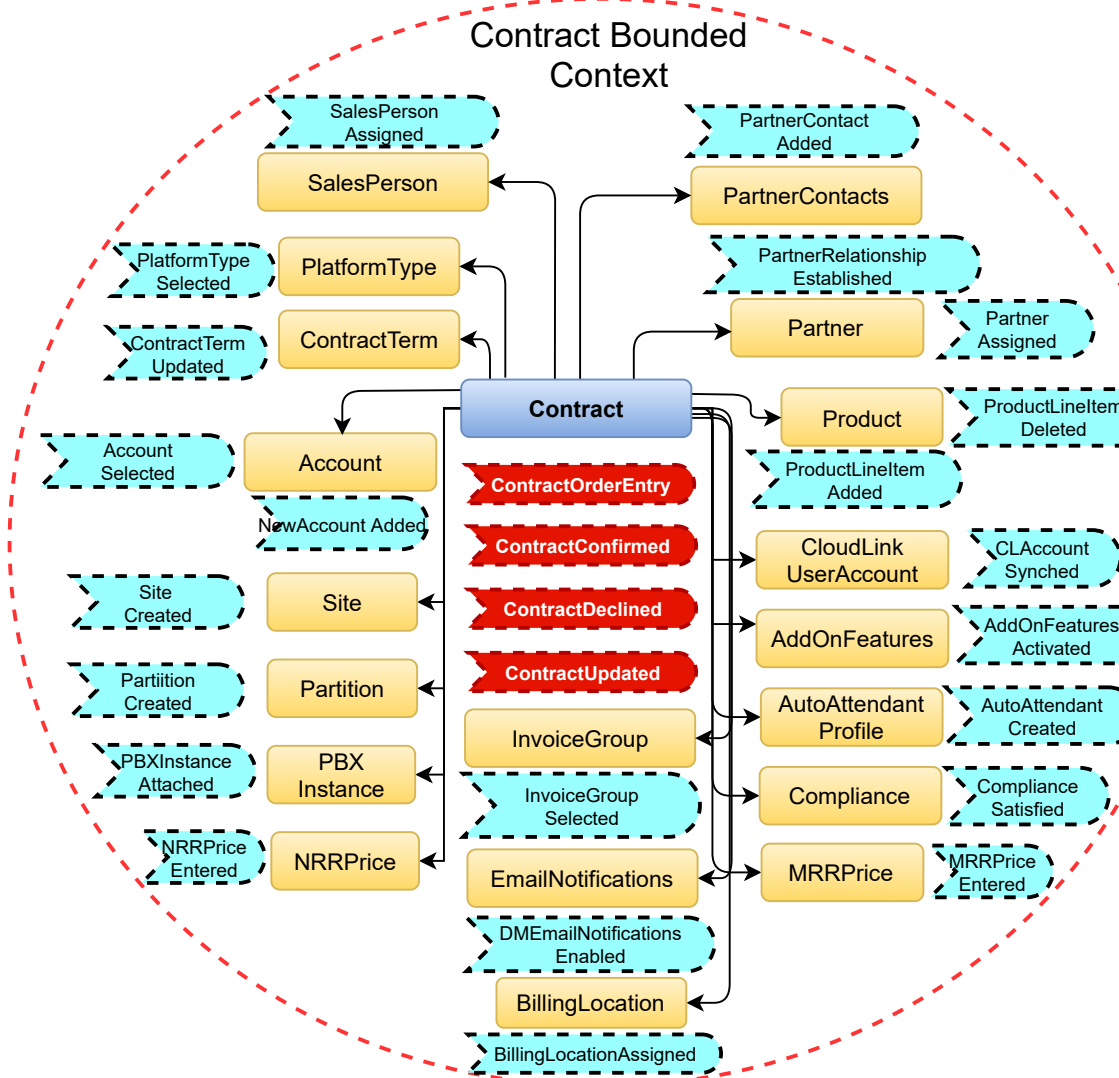 Contract Bounded
Context
SalesPerson
Assigned
PartnerContact
Added
SalesPerson
PartnerContacts
PlatformType
Selected
PlatformType
PartnerRelationship
Established
ContractTerm
Updated
ContractTerm
Partner
Partner
Assigned
Contract
Product
ProductLineItem
Deleted
Account
Selected
Account
ContractOrderEntry
ProductLineItem
Added
NewAccount Added
ContractConfirmed
CloudLink
UserAccount
CLAccount
Synched
Site
Created
Site
ContractDeclined
AddOnFeatures
AddOnFeatures
Activated
Partiition
Created
Partition
ContractUpdated
AutoAttendant
Profile
AutoAttendant
Created
InvoiceGroup
PBXInstance
Attached
PBX
Instance
InvoiceGroup
Selected
Compliance
Compliance
Satisfied
NRRPrice
Entered
NRRPrice
EmailNotifications
MRRPrice
MRRPrice
Entered
DMEmailNotifications
Enabled
BillingLocation
BillingLocationAssigned